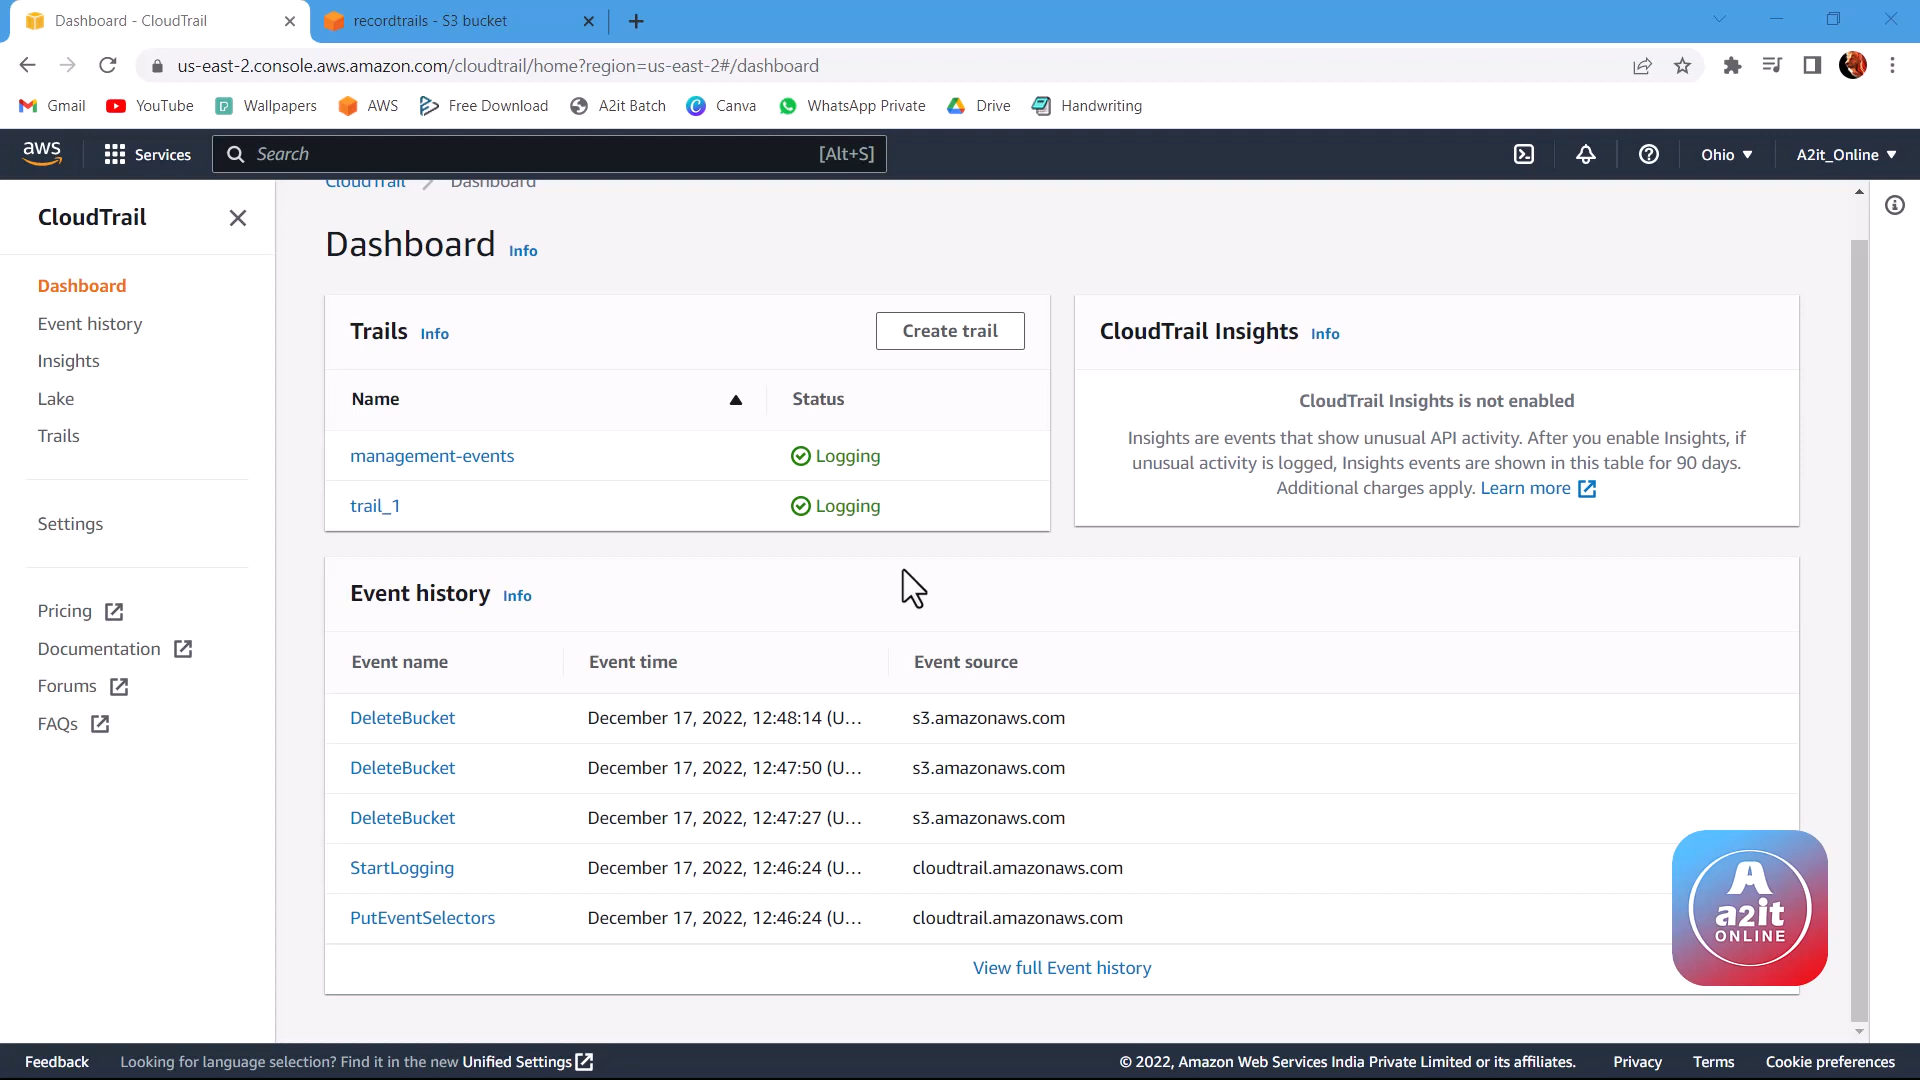 Dashboard - CloudTrail
recordtrails - S3 bucket
us-east-2.console.aws.amazon.com/cloudtrail/home?region=us-east-2#/dashboard
Gmail
YouTube
Wallpapers
AWS
Free Download
A2it Batch
Canva
WhatsApp Private
Drive
Handwriting
aws
Services
Search
[Alt+S]
Ohio
A2it_Online
CloudTrail
Dashboard
Event history
Insights
Lake
Trails
Settings
Pricing
Documentation
Forums
FAQs
CloudTrail
Dashboard
Dashboard Info
Trails Info
Create trail
Name
Status
management-events
Logging
trail_1
Logging
CloudTrail Insights Info
CloudTrail Insights is not enabled
Insights are events that show unusual API activity. After you enable Insights, if
unusual activity is logged, Insights events are shown in this table for 90 days.
Additional charges apply. Learn more
Event history Info
Event name
Event time
Event source
DeleteBucket
December 17, 2022, 12:48:14 (U...
s3.amazonaws.com
DeleteBucket
December 17, 2022, 12:47:50 (U...
s3.amazonaws.com
DeleteBucket
December 17, 2022, 12:47:27 (U...
s3.amazonaws.com
StartLogging
December 17, 2022, 12:46:24 (U...
cloudtrail.amazonaws.com
PutEventSelectors
December 17, 2022, 12:46:24 (U...
cloudtrail.amazonaws.com
View full Event history
A
a2it
ONLINE
Feedback
Looking for language selection? Find it in the new Unified Settings
© 2022, Amazon Web Services India Private Limited or its affiliates.
Privacy
Terms
Cookie preferences